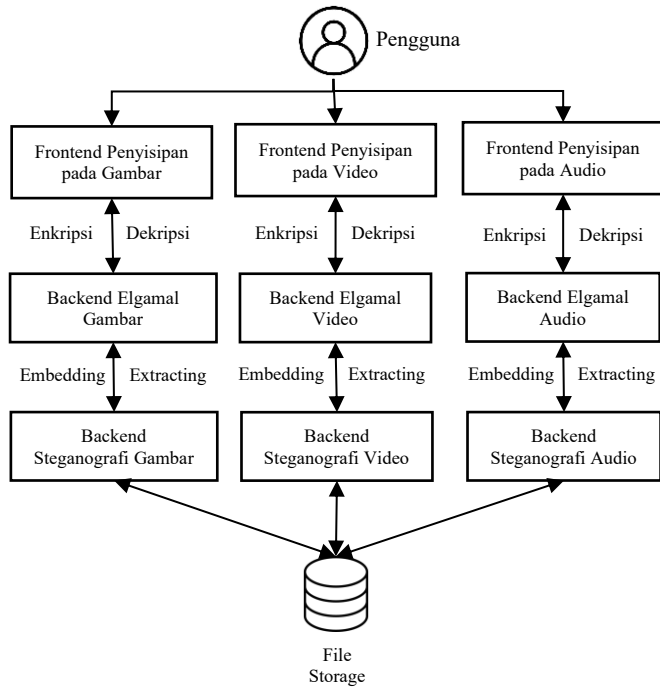 Pengguna
Frontend Penyisipan
pada Gambar
Frontend Penyisipan
pada Video
Frontend Penyisipan
pada Audio
Enkripsi
Dekripsi
Enkripsi
Dekripsi
Enkripsi
Dekripsi
Backend Elgamal
Gambar
Backend Elgamal
Video
Backend Elgamal
Audio
Embedding
Extracting
Embedding
Extracting
Embedding
Extracting
Backend
Steganografi Gambar
Backend
Steganografi Video
Backend
Steganografi Audio
File
Storage